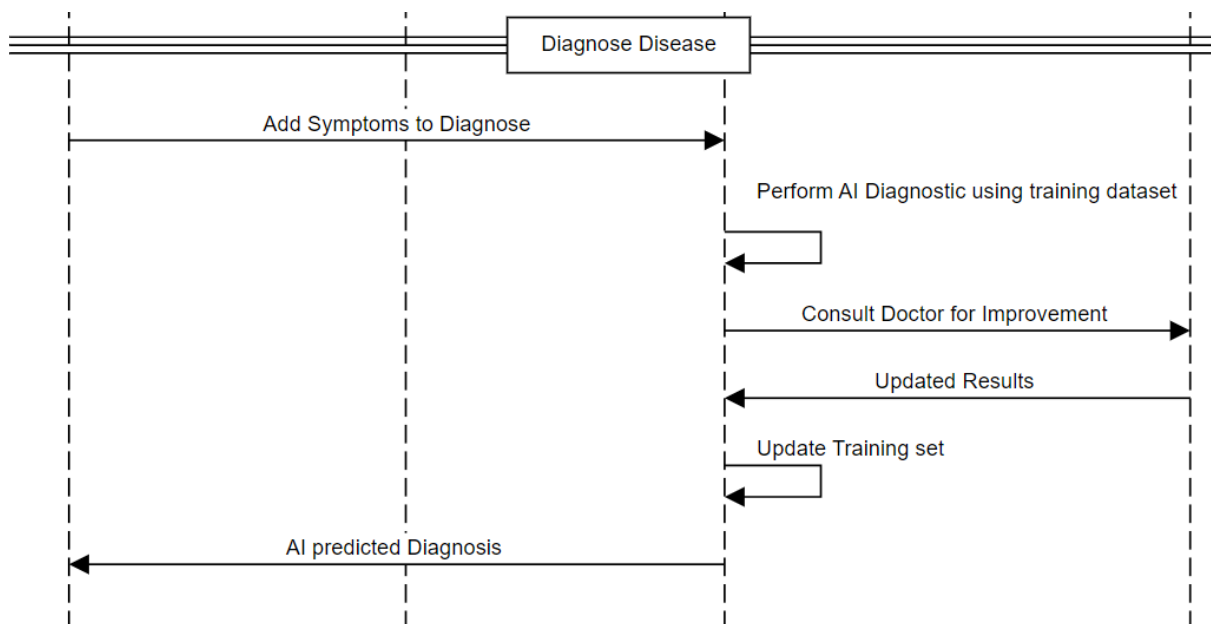 Diagnose Disease
Add Symptoms to Diagnose
Perform AI Diagnostic using training dataset
Consult Doctor for Improvement
Updated Results
Update Training set
AI predicted Diagnosis